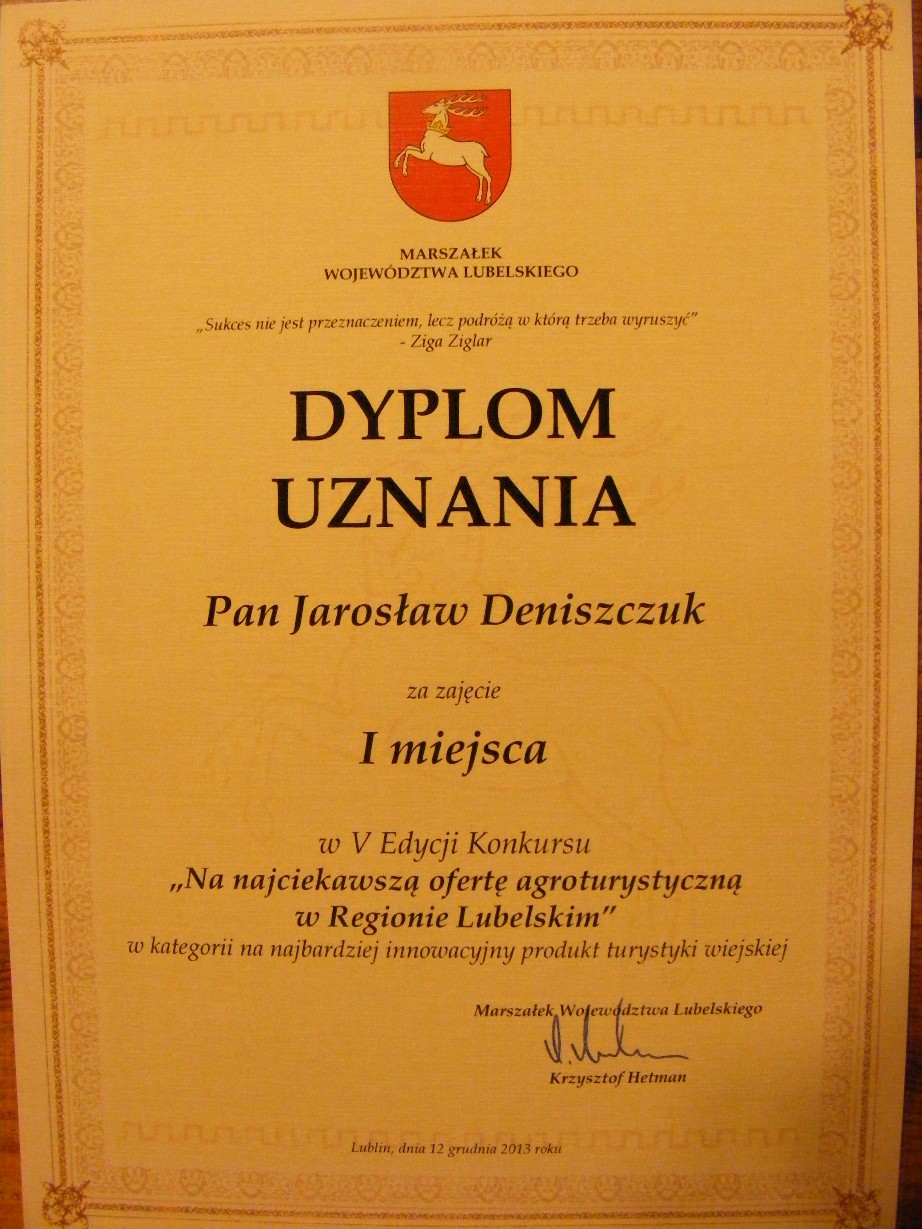 MARSZAŁEK
WOJEWÓDZTWA LUBELSKIEGO
„Sukces nie jest przeznaczeniem, lecz podróżą w którą trzeba wyruszyć”
- Ziga Ziglar
DYPLOM
UZNANIA
Pan Jarosław Deniszczuk
za zajęcie
I miejsca
w V Edycji Konkursu
„Na najciekawszą ofertę agroturystyczną
w Regionie Lubelskim”
w kategorii na najbardziej innowacyjny produkt turystyki wiejskiej
Marszałek Województwa Lubelskiego
Krzysztof Hetman
Lublin, dnia 12 grudnia 2013 roku